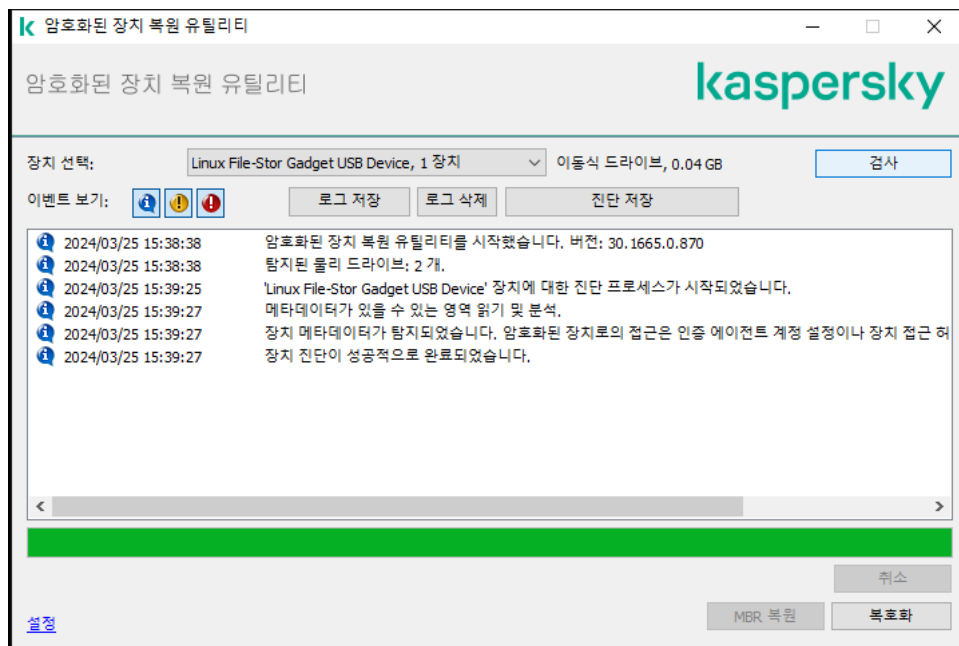 암호화된 장치 복원 유틸리티
암호화된 장치 복원 유틸리티
kaspersky
장치 선택: Linux File-Stor Gadget USB Device, 1 장치 이동식 드라이브, 0.04 GB 검사
이벤트 보기: 로그 저장 로그 삭제 진단 저장
2024/03/25 15:38:38 암호화된 장치 복원 유틸리티를 시작했습니다. 버전: 30.1665.0.870
2024/03/25 15:38:38 탐지된 물리 드라이브: 2 개.
2024/03/25 15:39:25 'Linux File-Stor Gadget USB Device' 장치에 대한 진단 프로세스가 시작되었습니다.
2024/03/25 15:39:27 메타데이터가 있을 수 있는 영역 읽기 및 분석.
2024/03/25 15:39:27 장치 메타데이터가 탐지되었습니다. 암호화된 장치로의 접근은 인증 에이전트 계정 설정이나 장치 접근 허
2024/03/25 15:39:27 장치 진단이 성공적으로 완료되었습니다.
취소
설정 MBR 복원 복호화